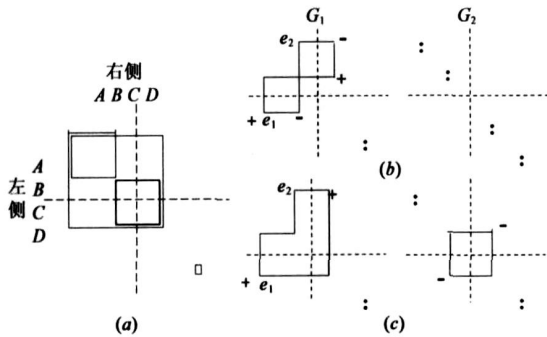 右侧
A B C D
A
左 B
侧 C
D
(a)
G₁
G₂
e₂ -
+
+ e₁ -
(b)
e₂ +
-
+ e₁
-
(c)